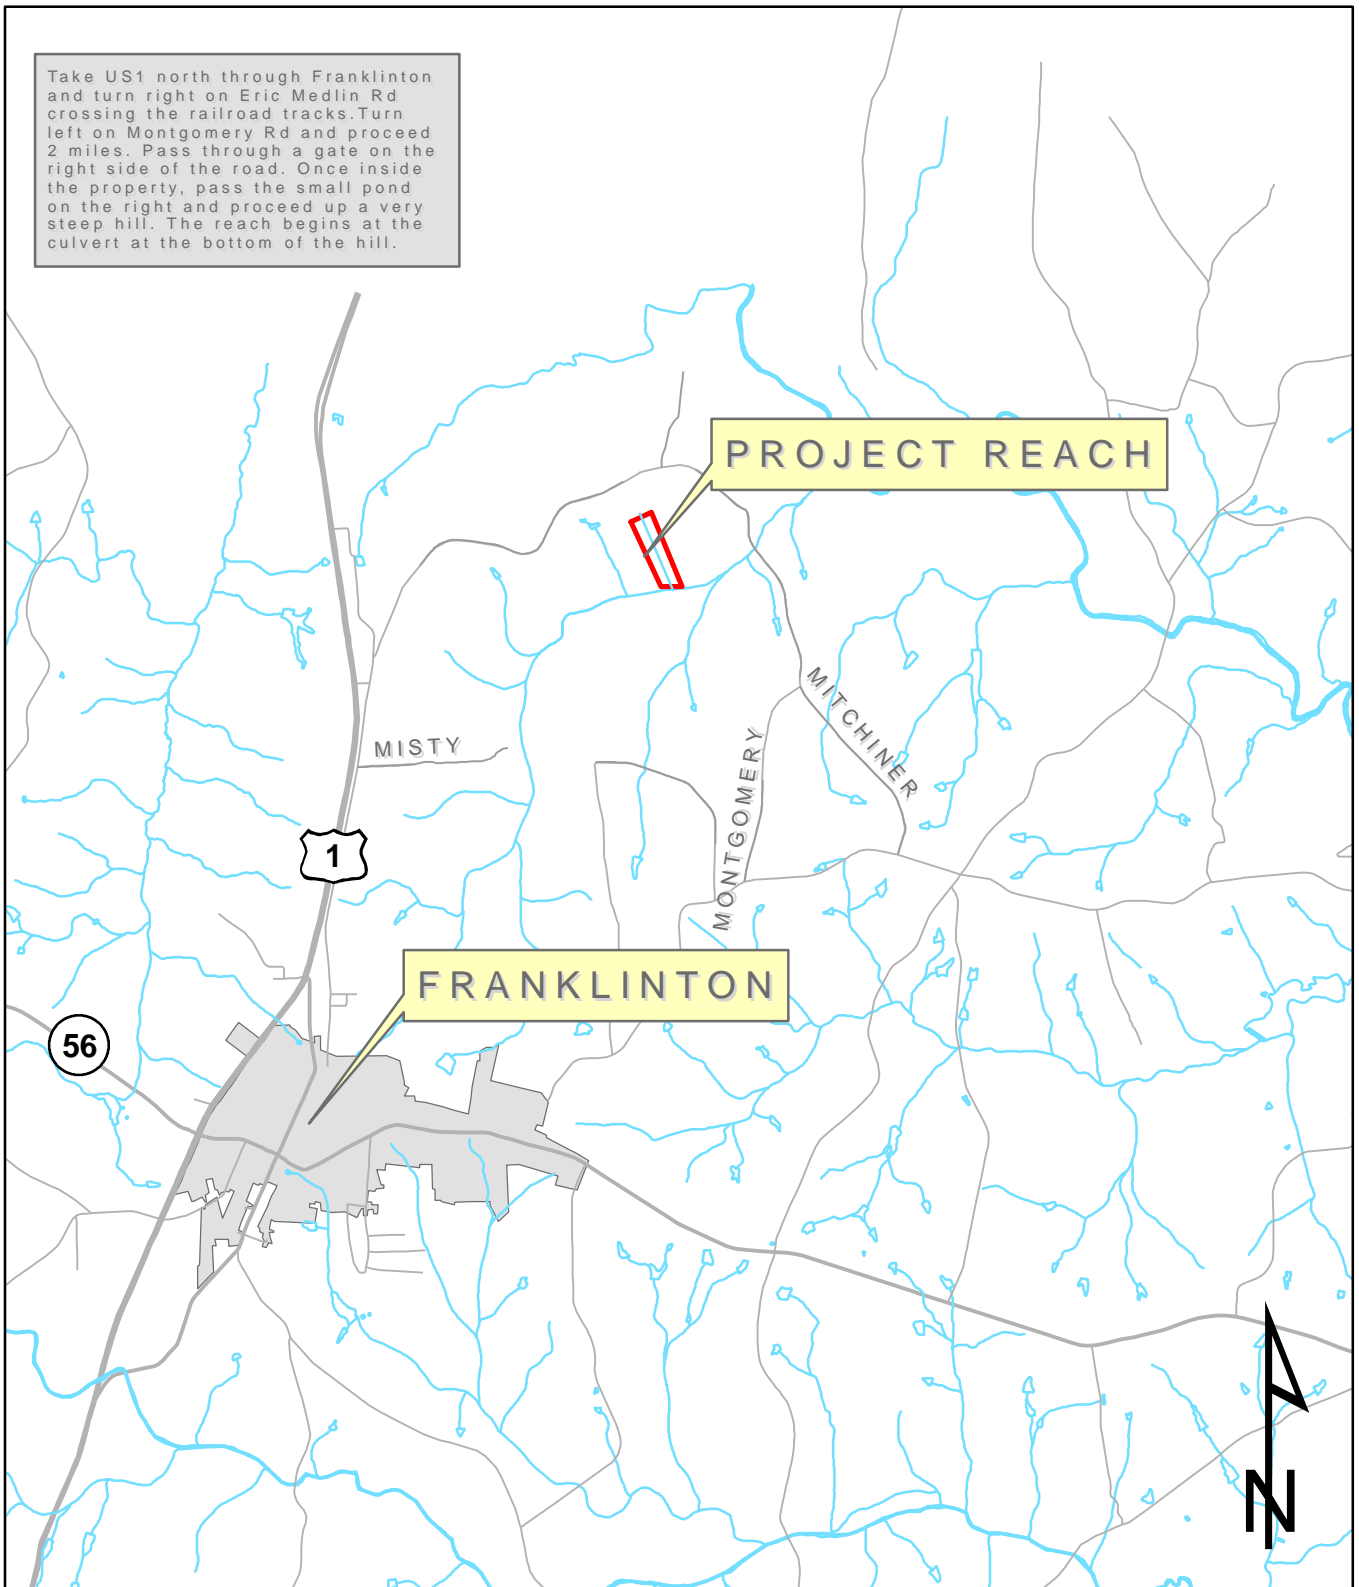 Take US1 north through Franklinton
and turn right on Eric Medlin Rd
crossing the railroad tracks.Turn
left on Montgomery Rd and proceed
2 miles. Pass through a gate on the
right side of the road. Once inside
the property, pass the small pond
on the right and proceed up a very
steep hill. The reach begins at the
culvert at the bottom of the hill.
PROJECT REACH
MITCHINER
MISTY
MONTGOMERY
1
FRANKLINTON
56
N